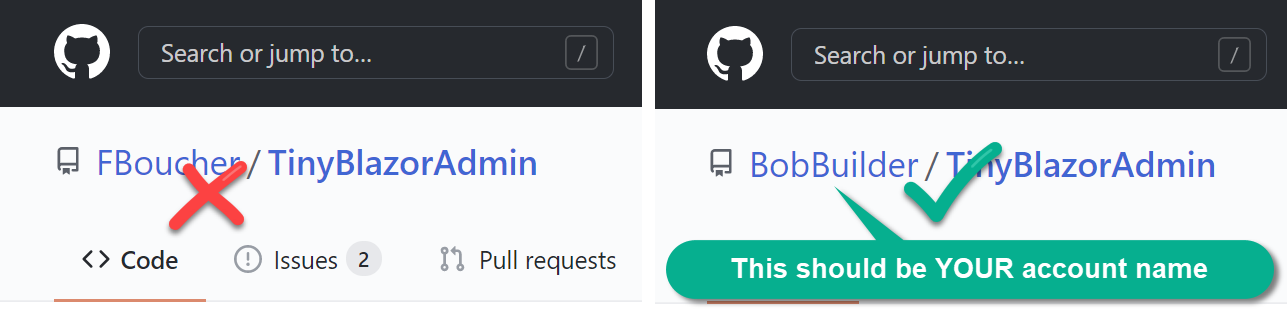 Search or jump to... /
FBoucher / TinyBlazorAdmin
Code Issues 2 Pull requests
Search or jump to... /
BobBuilder / TinyBlazorAdmin
This should be YOUR account name